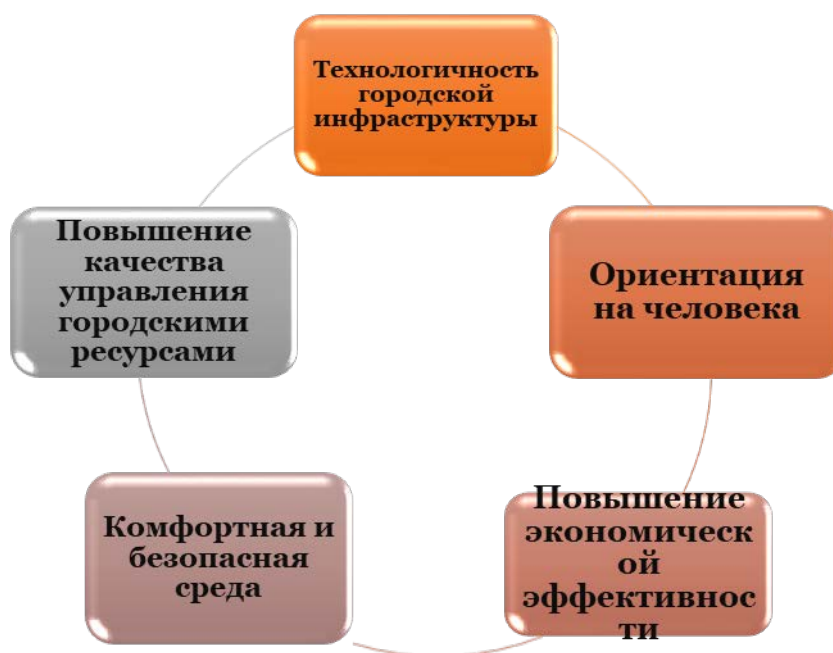 Технологичность
городской
инфраструктуры
Ориентация
на человека
Повышение
экономическ
ой
эффективнос
ти
Комфортная и
безопасная
среда
Повышение
качества
управления
городскими
ресурсами